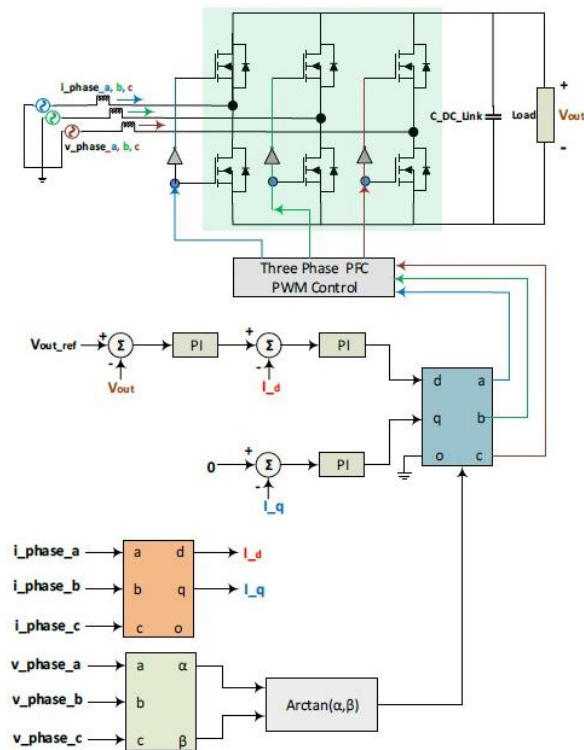 i_phase_a, b, c
v_phase_a, b, c
C_DC_Link
Load
+
Vout
-
Three Phase PFC
PWM Control
Vout_ref
+
Σ
-
Vout
PI
+
Σ
-
I_d
PI
d a
q b
o c
0
+
Σ
-
I_q
PI
i_phase_a
i_phase_b
i_phase_c
a d
b q
c o
I_d
I_q
v_phase_a
v_phase_b
v_phase_c
a α
b
c β
Arctan(α,β)